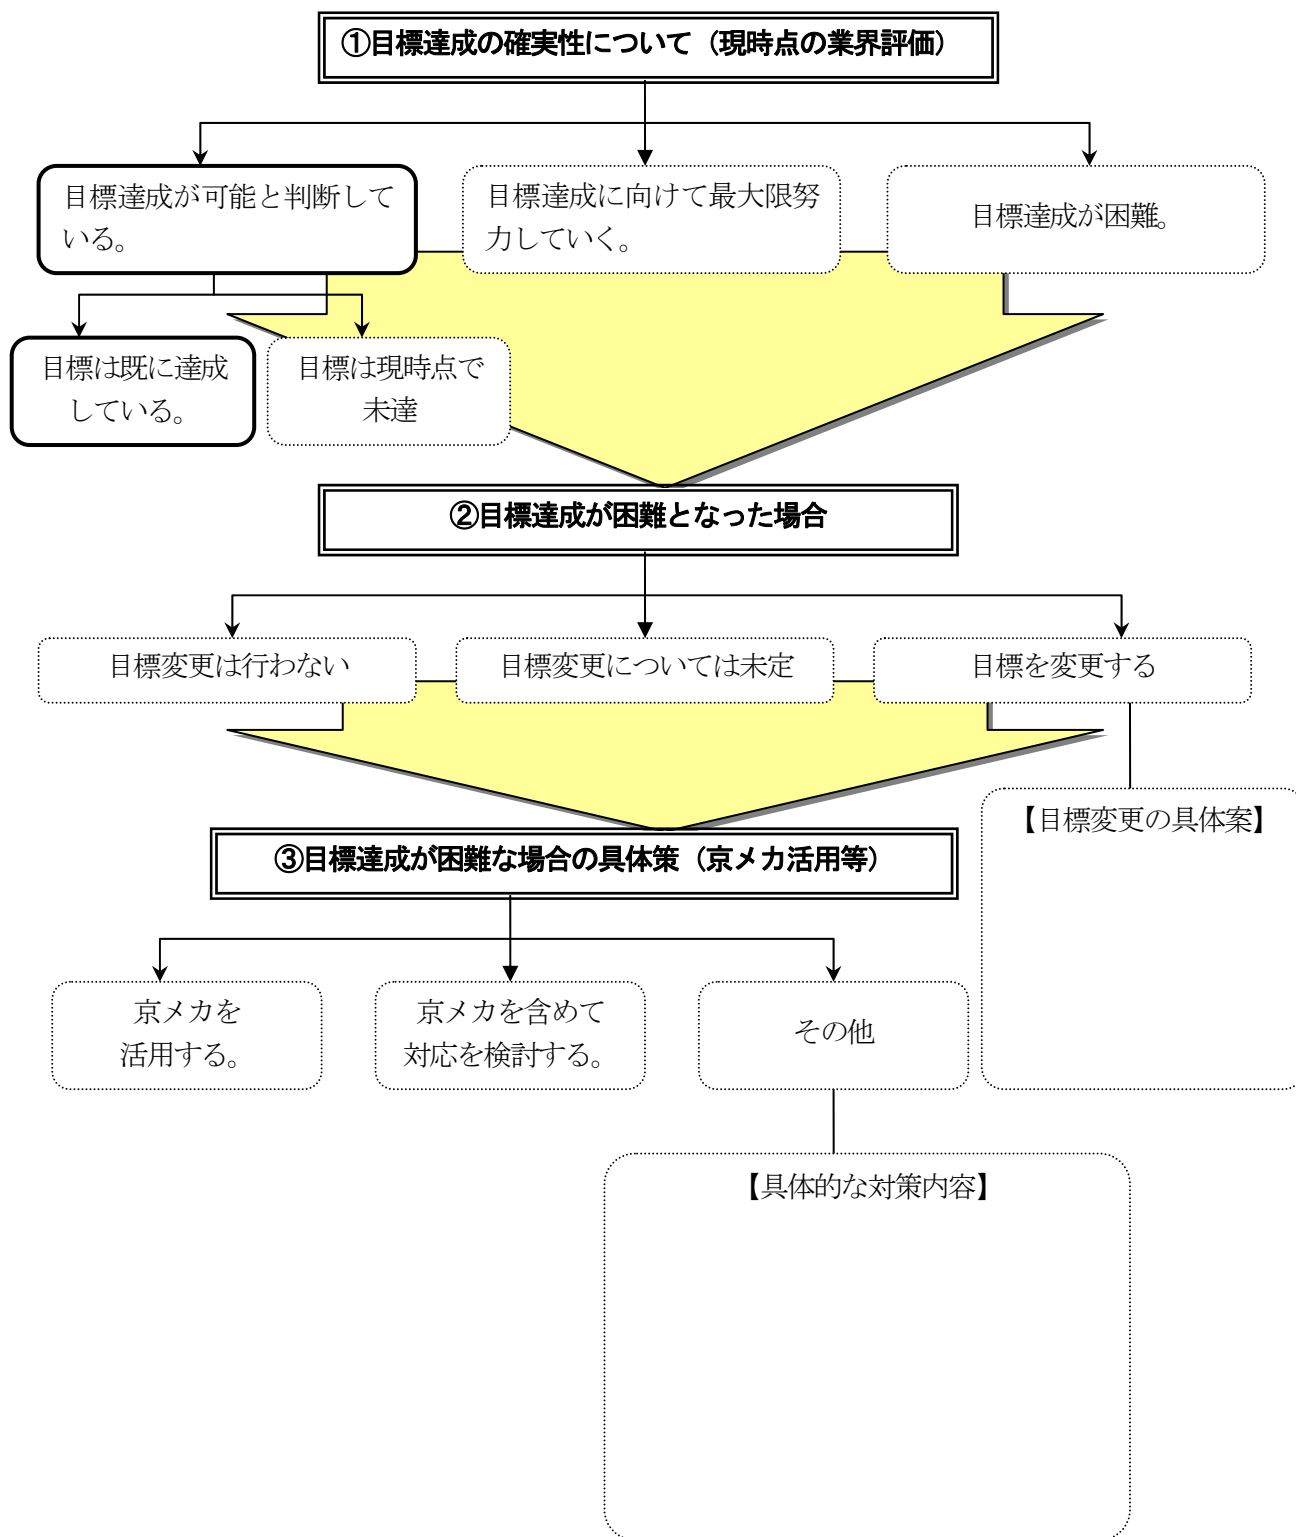 ①目標達成の確実性について（現時点の業界評価）
目標達成が可能と判断して
いる。
目標達成に向けて最大限努
力していく。
目標達成が困難。
目標は既に達成
している。
目標は現時点で
未達
②目標達成が困難となった場合
目標変更は行わない
目標変更については未定
目標を変更する
【目標変更の具体案】
③目標達成が困難な場合の具体策（京メカ活用等）
京メカを
活用する。
京メカを含めて
対応を検討する。
その他
【具体的な対策内容】